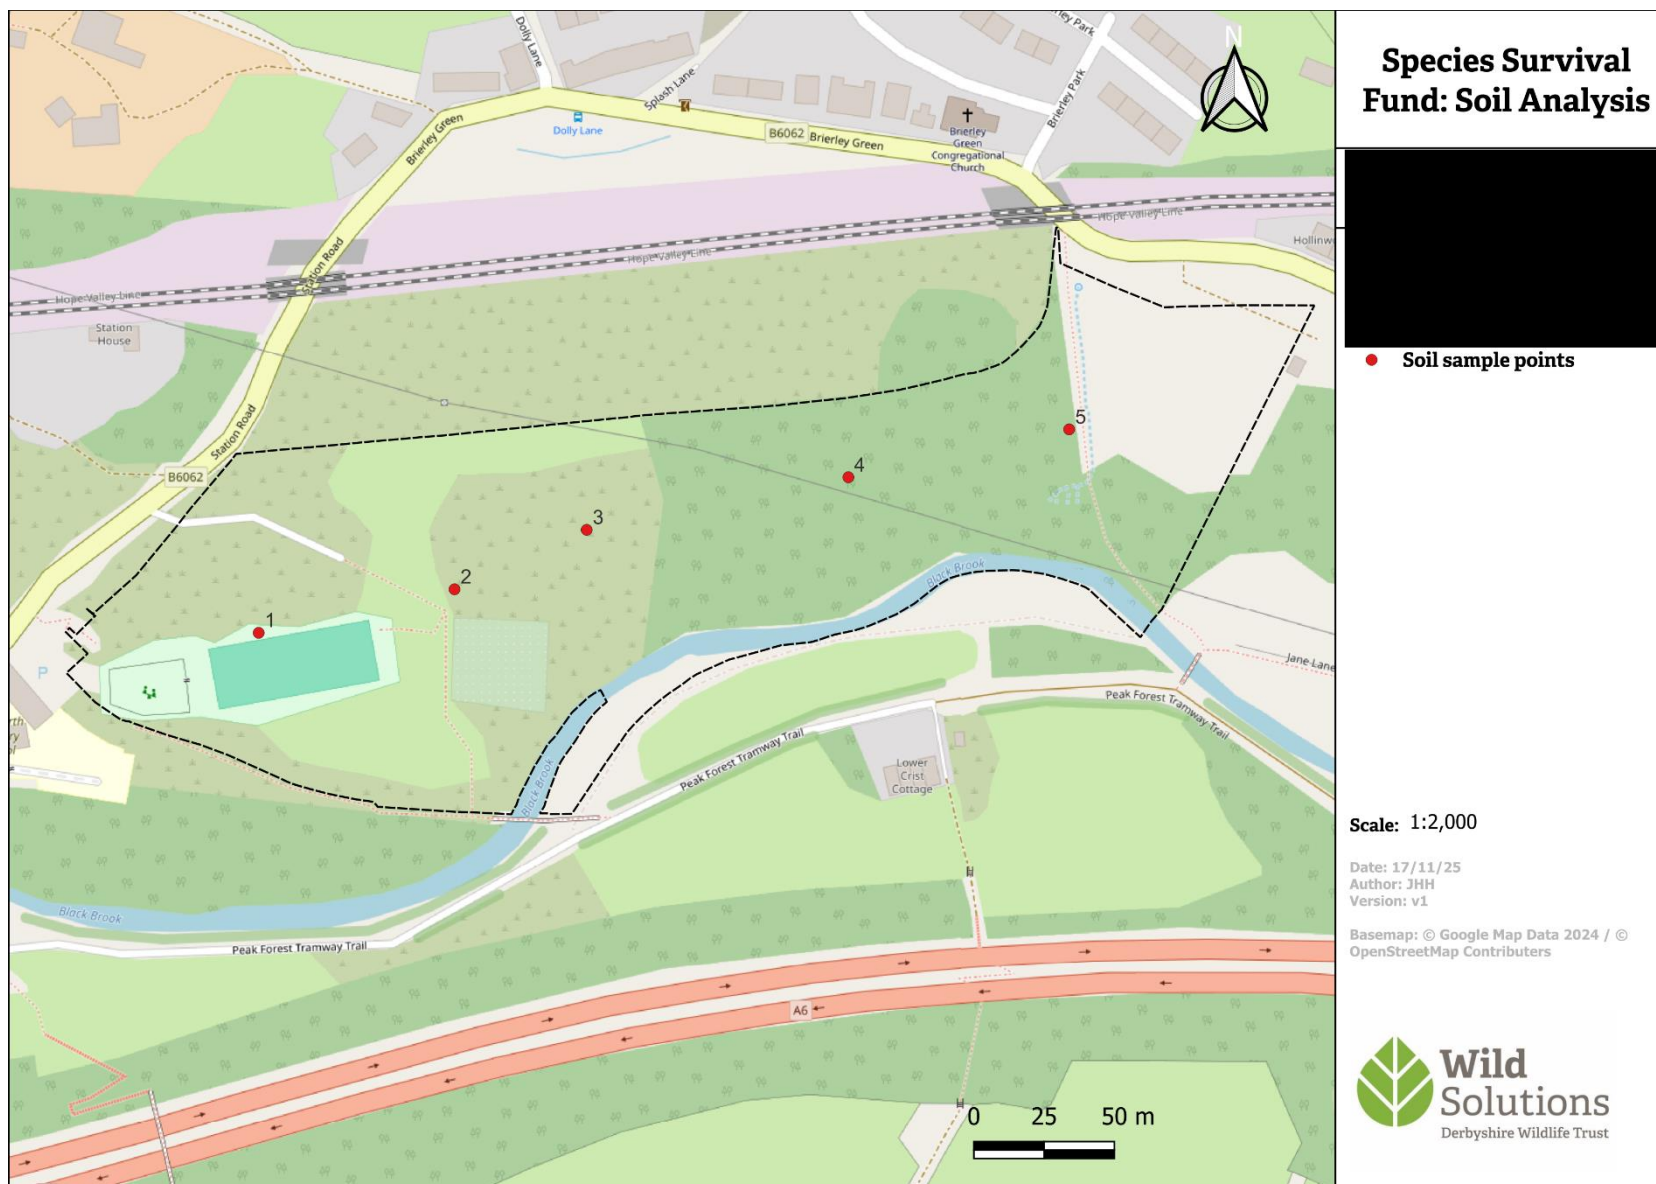 Species Survival
Fund: Soil Analysis
Soil sample points
Scale: 1:2,000
Date: 17/11/25
Author: JHH
Version: v1
Basemap: © Google Map Data 2024 / ©
OpenStreetMap Contributers
Wild
Solutions
Derbyshire Wildlife Trust
N
Dolly Lane
Splash Lane
Brierley Park
Brierley Green
Dolly Lane
B6062
Brierley Green
Brierley
Green
Congregational
Church
Brierley Park
Hope Valley Line
Hope Valley Line
Hope Valley Line
Station Road
Station
House
Station Road
B6062
1
2
3
4
5
P
Black Brook
Black Brook
Black Brook
Jane Lane
Peak Forest Tramway Trail
Peak Forest Tramway Trail
Peak Forest Tramway Trail
Lower
Crist
Cottage
A6
0 25 50 m